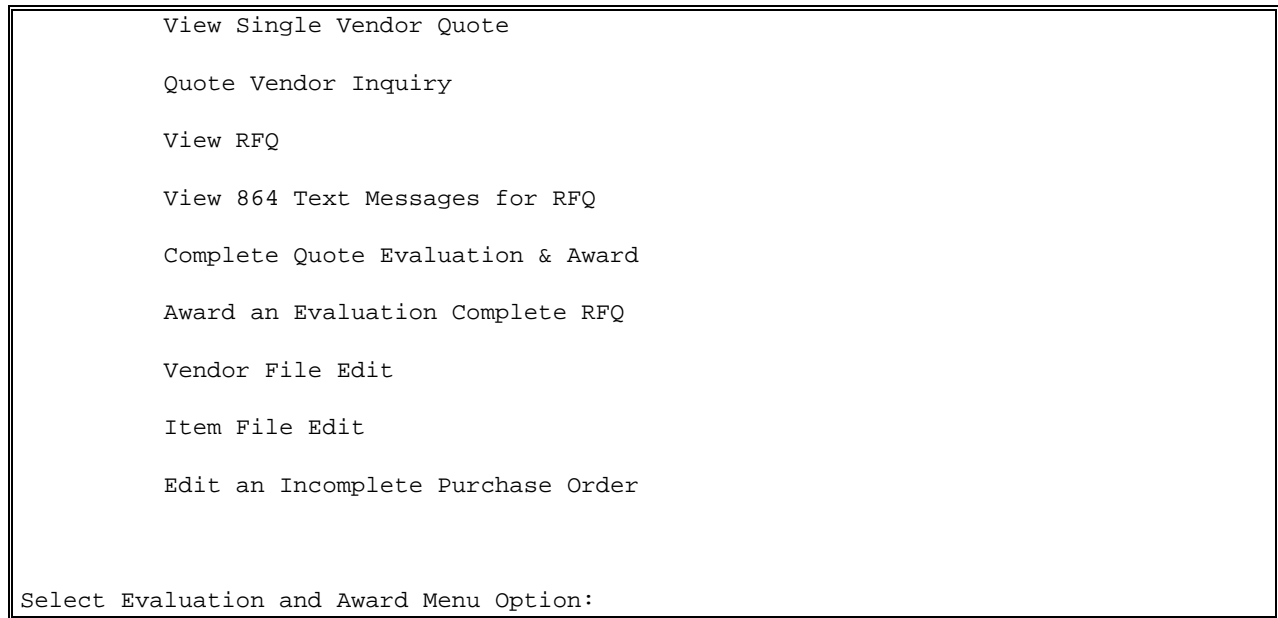 View Single Vendor Quote
Quote Vendor Inquiry
View RFQ
View 864 Text Messages for RFQ
Complete Quote Evaluation & Award
Award an Evaluation Complete RFQ
Vendor File Edit
Item File Edit
Edit an Incomplete Purchase Order
Select Evaluation and Award Menu Option: